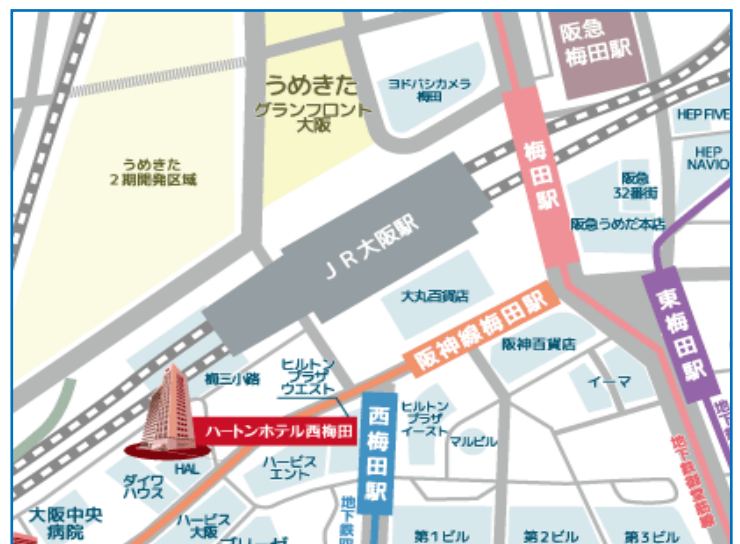 阪急
梅田駅
ヨドバシカメラ
梅田
うめきた
グランフロント
大阪
HEP FIVE
梅田駅
HEP
NAVIO
うめきた
2期開発区域
阪急
32番街
阪急うめだ本店
JR大阪駅
大丸百貨店
東梅田駅
阪神線梅田駅
阪神百貨店
ヒルトン
プラザ
ウエスト
梅三小路
イーマ
ハートンホテル西梅田
西梅田駅
ヒルトン
プラザ
イースト
マルビル
地下鉄御堂筋線
HAL
ハービス
エント
ダイワ
ハウス
大阪中央
病院
ハービス
大阪
地下鉄
第1ビル
第2ビル
第3ビル